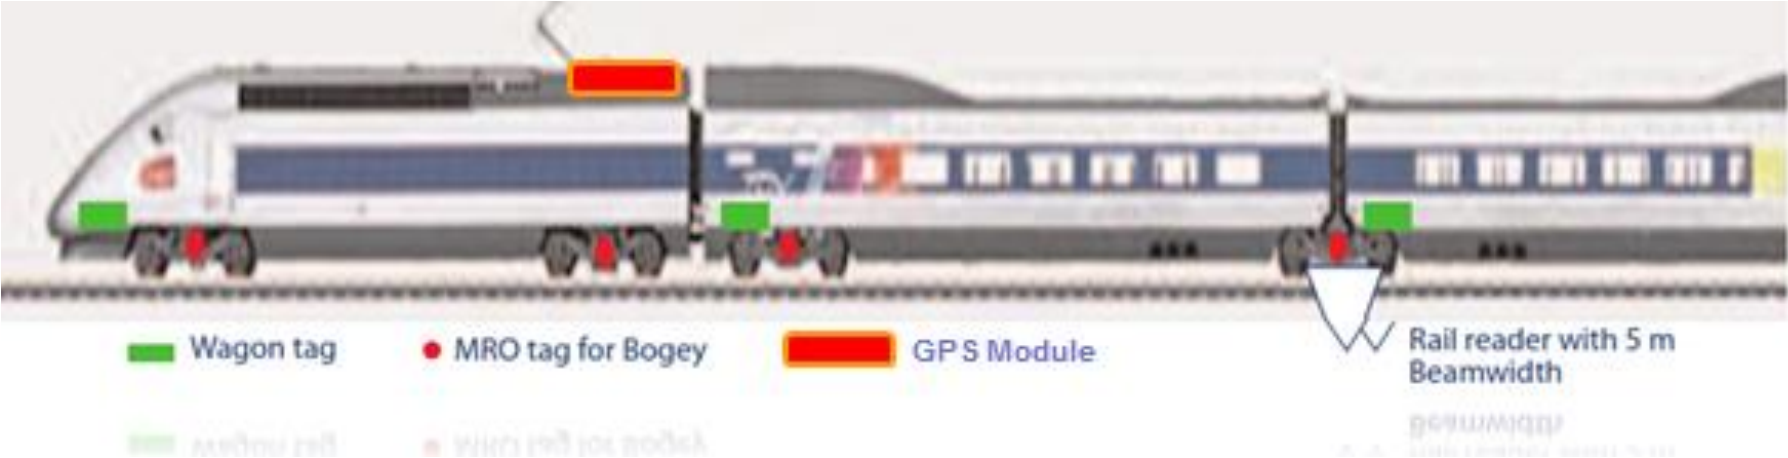 Wagon tag
MRO tag for Bogey
GPS Module
Rail reader with 5 m
Beamwidth